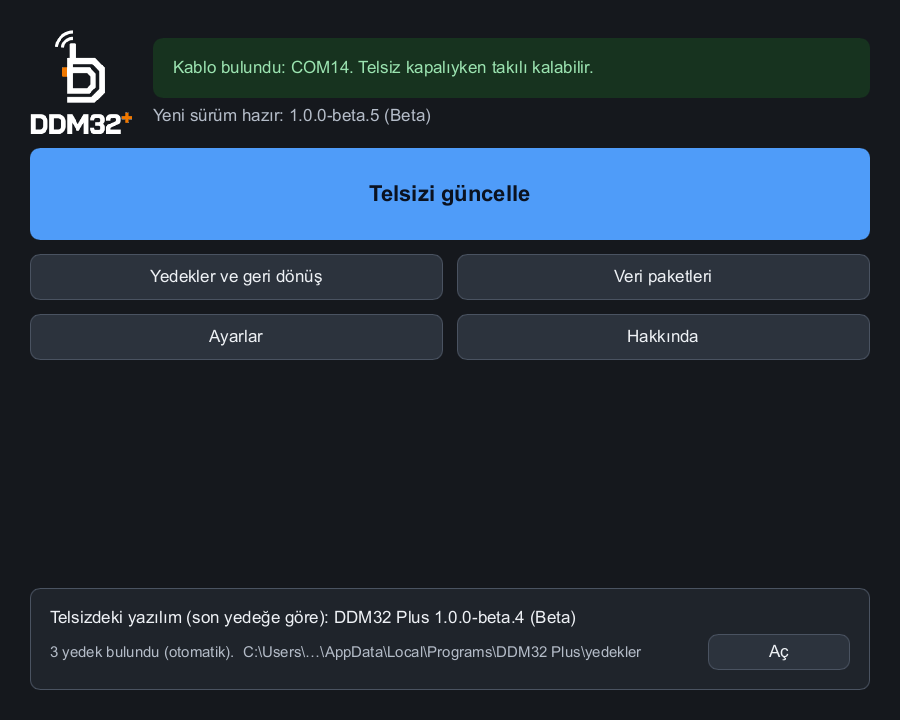 DDM32+
Kablo bulundu: COM14. Telsiz kapalıyken takılı kalabilir.
Yeni sürüm hazır: 1.0.0-beta.5 (Beta)
Telsizi güncelle
Yedekler ve geri dönüş
Veri paketleri
Ayarlar
Hakkında
Telsizdeki yazılım (son yedeğe göre): DDM32 Plus 1.0.0-beta.4 (Beta)
3 yedek bulundu (otomatik). C:\Users\...\AppData\Local\Programs\DDM32 Plus\yedekler
Aç